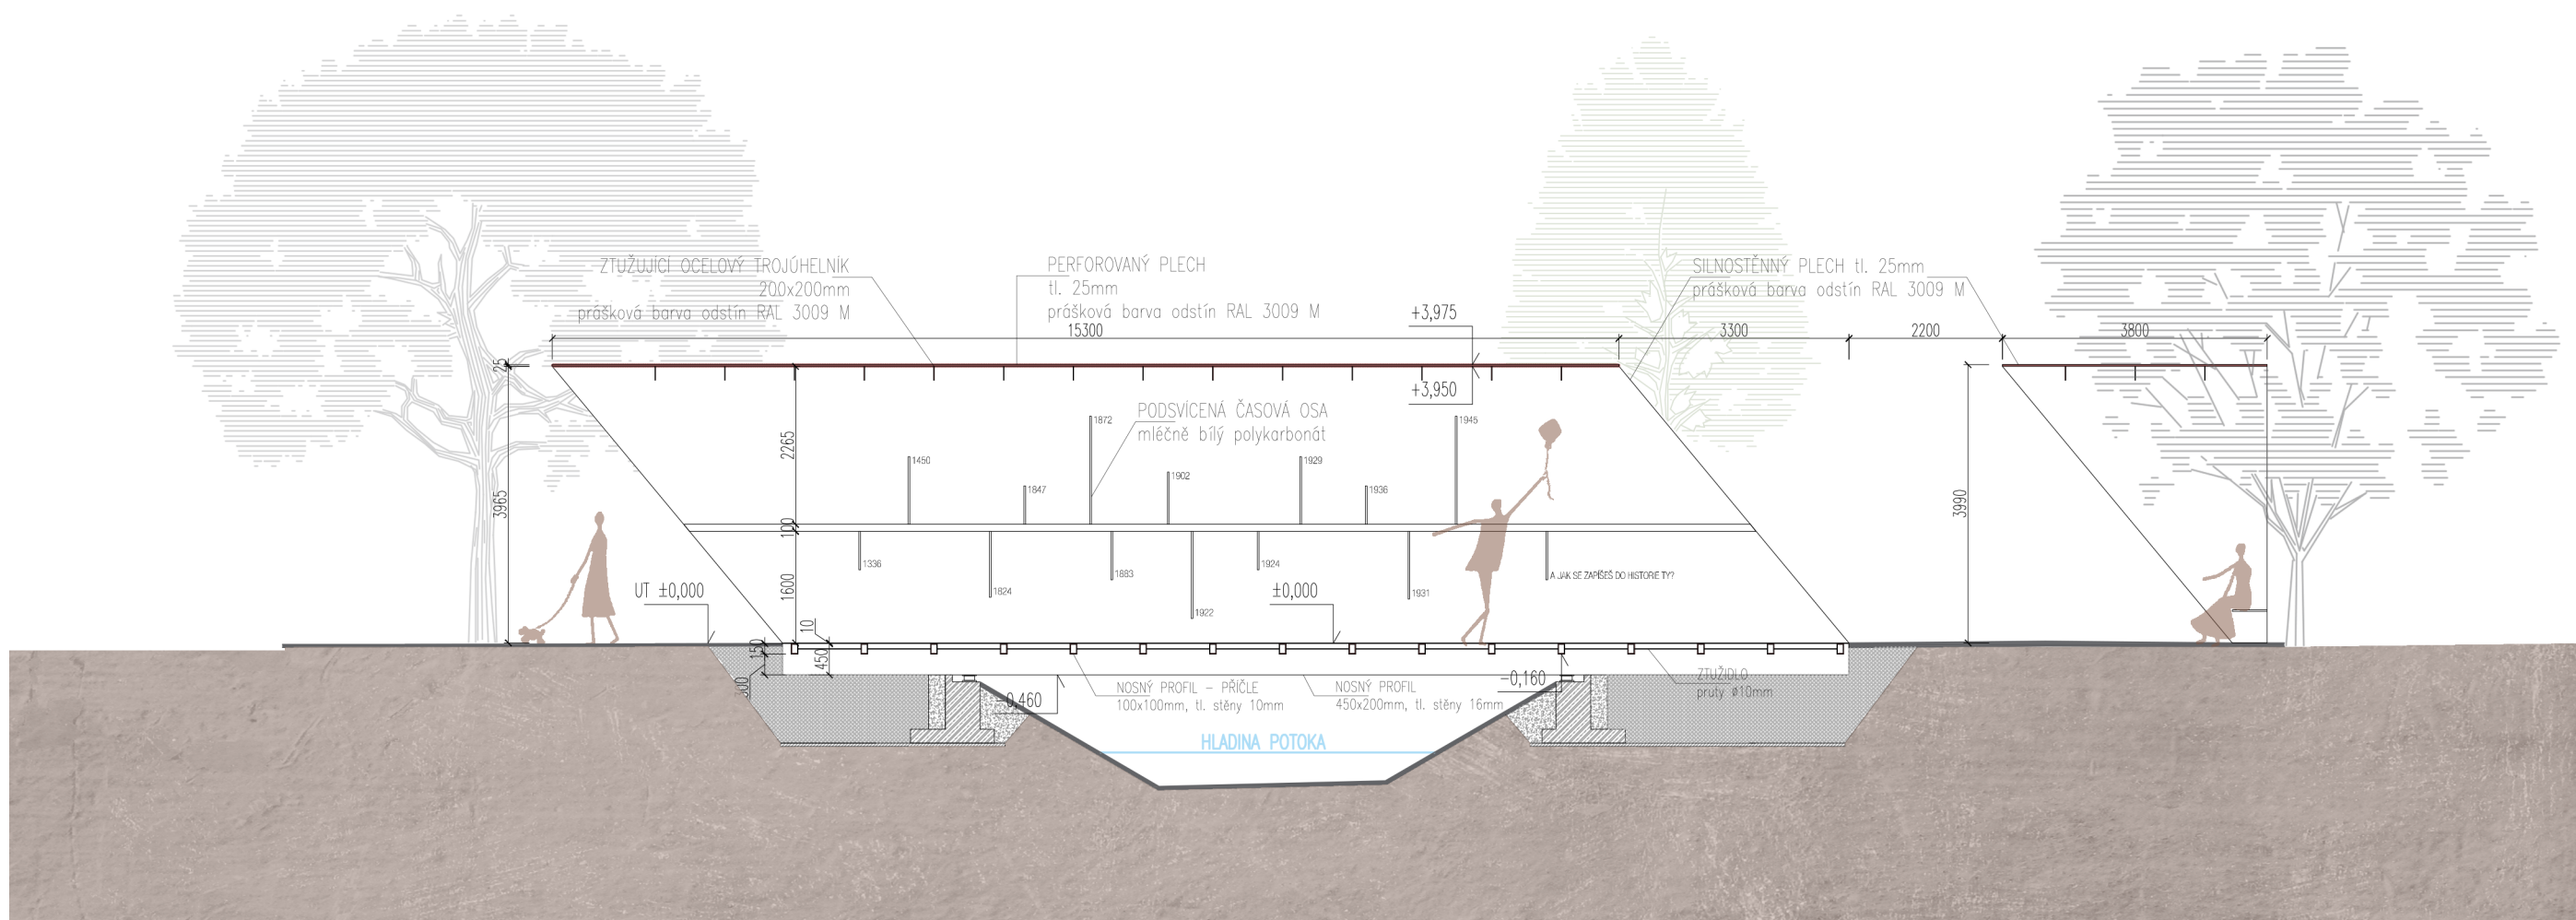 ZTUŽUJÍCÍ OCELOVÝ TROJÚHELNÍK
200x200mm
prášková barva odstín RAL 3009 M
PERFOROVANÝ PLECH
tl. 25mm
prášková barva odstín RAL 3009 M
SILNOSTĚNNÝ PLECH tl. 25mm
prášková barva odstín RAL 3009 M
+3,975
15300
3300
2200
3800
25
+3,950
PODSVÍCENÁ ČASOVÁ OSA
mléčně bílý polykarbonát
1872
1945
2265
1450
1847
1902
1929
1936
3965
3990
100
1336
1824
1883
1922
1924
1931
A JAK SE ZAPÍŠEŠ DO HISTORIE TY?
1600
UT ±0,000
±0,000
10
150
450
-0,460
NOSNÝ PROFIL – PŘÍČLE
100x100mm, tl. stěny 10mm
NOSNÝ PROFIL
450x200mm, tl. stěny 16mm
-0,160
ZTUŽIDLO
pruty ø10mm
HLADINA POTOKA